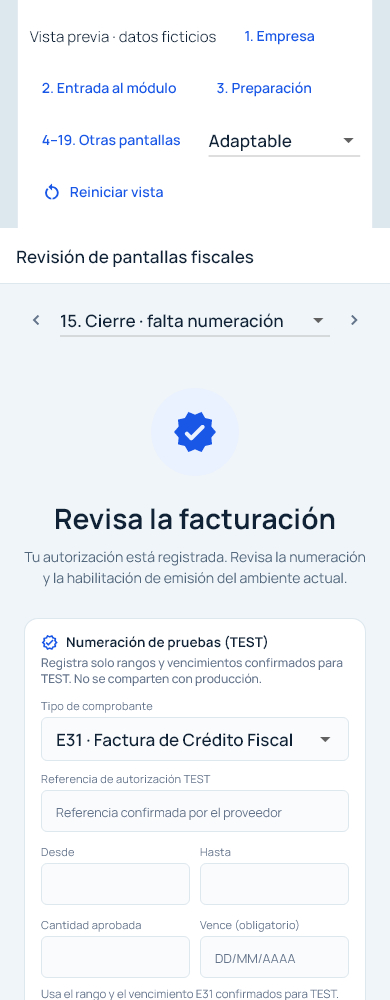 Vista previa · datos ficticios
1. Empresa
2. Entrada al módulo
3. Preparación
4–19. Otras pantallas
Adaptable
Reiniciar vista
Revisión de pantallas fiscales
15. Cierre · falta numeración
Revisa la facturación
Tu autorización está registrada. Revisa la numeración
y la habilitación de emisión del ambiente actual.
Numeración de pruebas (TEST)
Registra solo rangos y vencimientos confirmados para
TEST. No se comparten con producción.
Tipo de comprobante
E31 · Factura de Crédito Fiscal
Referencia de autorización TEST
Referencia confirmada por el proveedor
Desde
Hasta
Cantidad aprobada
Vence (obligatorio)
DD/MM/AAAA
Usa el rango y el vencimiento E31 confirmados para TEST.